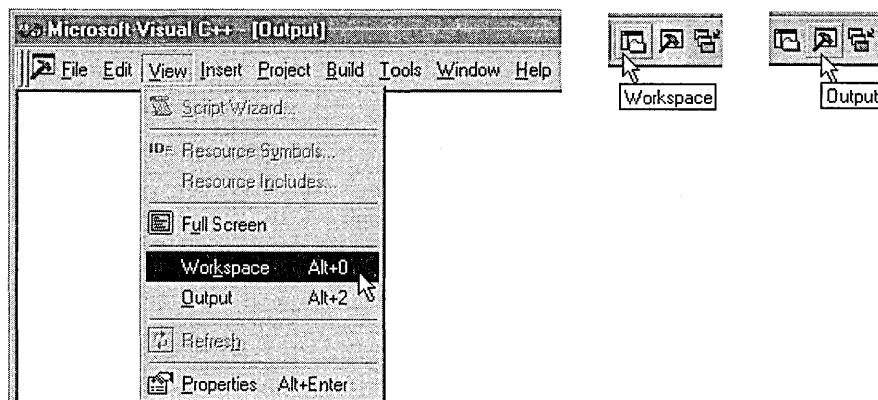 Microsoft Visual C++ - [Output]
File Edit View Insert Project Build Tools Window Help
Script Wizard...
ID= Resource Symbols...
Resource Includes...
Full Screen
Workspace Alt+0
Output Alt+2
Refresh
Properties Alt+Enter
Workspace
Output